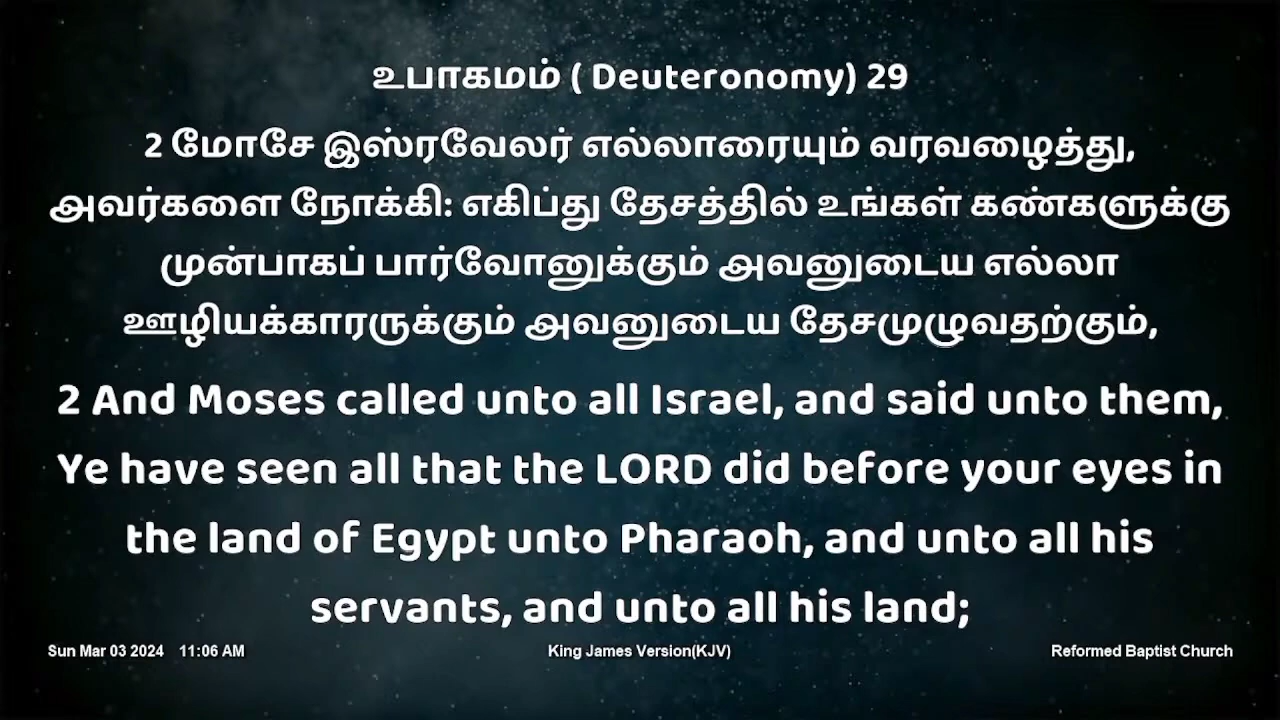 உபாகமம் ( Deuteronomy) 29
2 மோசே இஸ்ரவேலர் எல்லாரையும் வரவழைத்து,
அவர்களை நோக்கி: எகிப்து தேசத்தில் உங்கள் கண்களுக்கு
முன்பாகப் பார்வோனுக்கும் அவனுடைய எல்லா
ஊழியக்காரருக்கும் அவனுடைய தேசமுழுவதற்கும்,
2 And Moses called unto all Israel, and said unto them,
Ye have seen all that the LORD did before your eyes in
the land of Egypt unto Pharaoh, and unto all his
servants, and unto all his land;
Sun Mar 03 2024 11:06 AM King James Version(KJV) Reformed Baptist Church